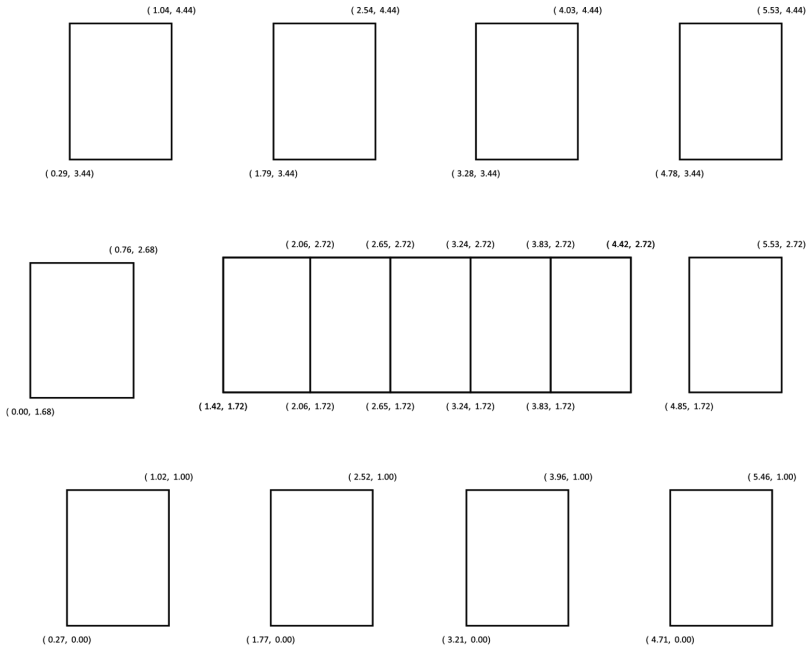 ( 1.04, 4.44) ( 2.54, 4.44) ( 4.03, 4.44) ( 5.53, 4.44)
( 0.29, 3.44) ( 1.79, 3.44) ( 3.28, 3.44) ( 4.78, 3.44)
( 0.76, 2.68) ( 2.06, 2.72) ( 2.65, 2.72) ( 3.24, 2.72) ( 3.83, 2.72) ( 4.42, 2.72) ( 5.53, 2.72)
( 0.00, 1.68) ( 1.42, 1.72) ( 2.06, 1.72) ( 2.65, 1.72) ( 3.24, 1.72) ( 3.83, 1.72) ( 4.85, 1.72)
( 1.02, 1.00) ( 2.52, 1.00) ( 3.96, 1.00) ( 5.46, 1.00)
( 0.27, 0.00) ( 1.77, 0.00) ( 3.21, 0.00) ( 4.71, 0.00)